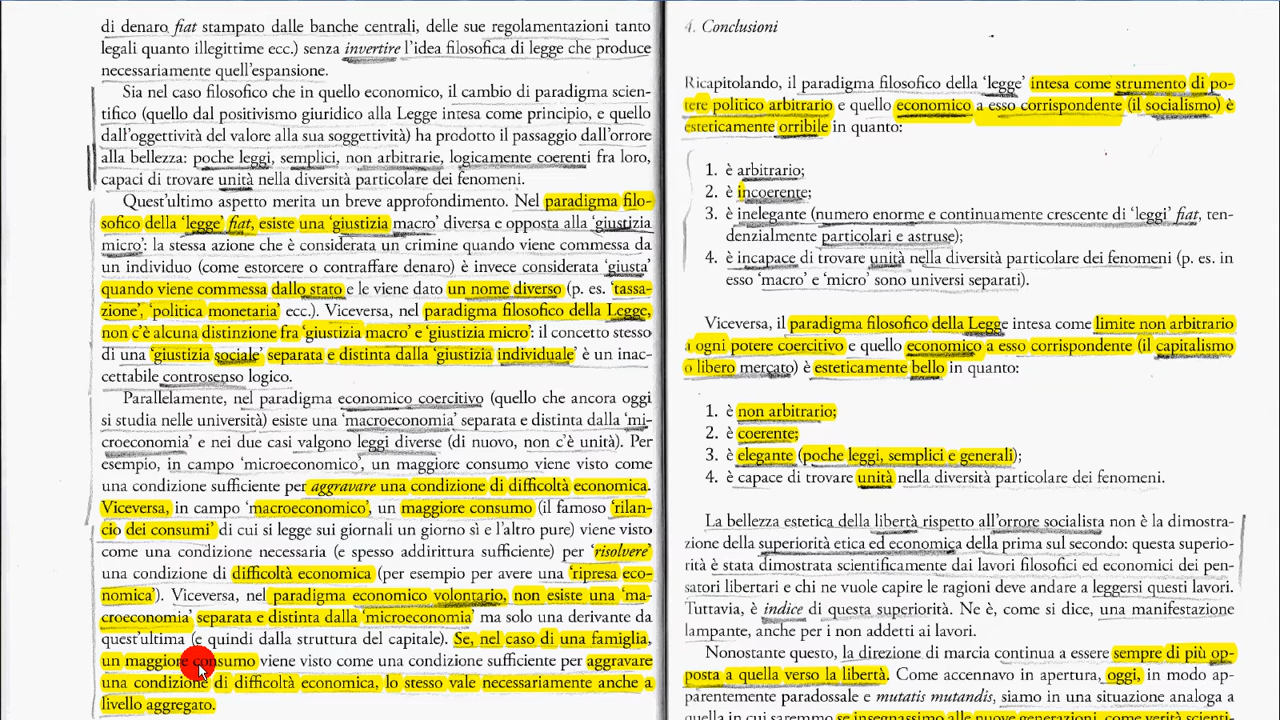 di denaro fiat stampato dalle banche centrali, delle sue regolamentazioni tanto
legali quanto illegittime ecc.) senza invertire l'idea filosofica di legge che produce
necessariamente quell'espansione.
Sia nel caso filosofico che in quello economico, il cambio di paradigma scien-
tifico (quello dal positivismo giuridico alla Legge intesa come principio, e quello
dall'oggettività del valore alla sua soggettività) ha prodotto il passaggio dall'orrore
alla bellezza: poche leggi, semplici, non arbitrarie, logicamente coerenti fra loro,
capaci di trovare unità nella diversità particolare dei fenomeni.
Quest'ultimo aspetto merita un breve approfondimento. Nel paradigma filo-
sofico della 'legge' fiat, esiste una 'giustizia macro' diversa e opposta alla 'giustizia
micro': la stessa azione che è considerata un crimine quando viene commessa da
un individuo (come estorcere o contraffare denaro) è invece considerata 'giusta'
quando viene commessa dallo stato e le viene dato un nome diverso (p. es. 'tassa-
zione', 'politica monetaria' ecc.). Viceversa, nel paradigma filosofico della Legge,
non c'è alcuna distinzione fra 'giustizia macro' e 'giustizia micro': il concetto stesso
di una 'giustizia sociale' separata e distinta dalla 'giustizia individuale' è un inac-
cettabile controsenso logico.
Parallelamente, nel paradigma economico coercitivo (quello che ancora oggi
si studia nelle università) esiste una 'macroeconomia' separata e distinta dalla 'mi-
croeconomia' e nei due casi valgono leggi diverse (di nuovo, non c'è unità). Per
esempio, in campo 'microeconomico', un maggiore consumo viene visto come
una condizione sufficiente per aggravare una condizione di difficoltà economica.
Viceversa, in campo 'macroeconomico', un maggiore consumo (il famoso 'rilan-
cio dei consumi' di cui si legge sui giornali un giorno sì e l'altro pure) viene visto
come una condizione necessaria (e spesso addirittura sufficiente) per 'risolvere'
una condizione di difficoltà economica (per esempio per avere una 'ripresa eco-
nomica'). Viceversa, nel paradigma economico volontario, non esiste una 'ma-
croeconomia' separata e distinta dalla 'microeconomia' ma solo una derivante da
quest'ultima (e quindi dalla struttura del capitale). Se, nel caso di una famiglia,
un maggiore consumo viene visto come una condizione sufficiente per aggravare
una condizione di difficoltà economica, lo stesso vale necessariamente anche a
livello aggregato.
4. Conclusioni
Ricapitolando, il paradigma filosofico della 'legge' intesa come strumento di po-
tere politico arbitrario e quello economico a esso corrispondente (il socialismo) è
esteticamente orribile in quanto:
1. è arbitrario;
2. è incoerente;
3. è inelegante (numero enorme e continuamente crescente di 'leggi' fiat, ten-
denzialmente particolari e astruse);
4. è incapace di trovare unità nella diversità particolare dei fenomeni (p. es. in
esso 'macro' e 'micro' sono universi separati).
Viceversa, il paradigma filosofico della Legge intesa come limite non arbitrario
a ogni potere coercitivo e quello economico a esso corrispondente (il capitalismo
o libero mercato) è esteticamente bello in quanto:
1. è non arbitrario;
2. è coerente;
3. è elegante (poche leggi, semplici e generali);
4. è capace di trovare unità nella diversità particolare dei fenomeni.
La bellezza estetica della libertà rispetto all'orrore socialista non è la dimostra-
zione della superiorità etica ed economica della prima sul secondo: questa superio-
rità è stata dimostrata scientificamente dai lavori filosofici ed economici dei pen-
satori libertari e chi ne vuole capire le ragioni deve andare a leggersi questi lavori.
Tuttavia, è indice di questa superiorità. Ne è, come si dice, una manifestazione
lampante, anche per i non addetti ai lavori.
Nonostante questo, la direzione di marcia continua a essere sempre di più op-
posta a quella verso la libertà. Come accennavo in apertura, oggi, in modo ap-
parentemente paradossale e mutatis mutandis, siamo in una situazione analoga a
quella in cui saremmo se insegnassimo alle nuove generazioni, come verità scienti-